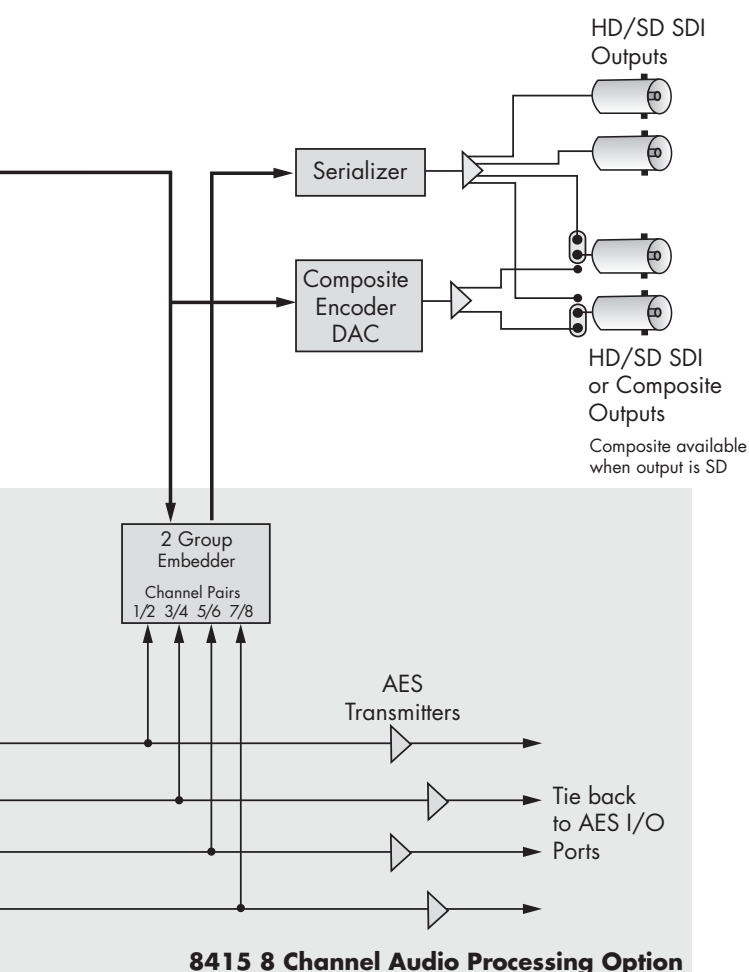 HD/SD SDI
Outputs
Serializer
Composite
Encoder
DAC
HD/SD SDI
or Composite
Outputs
Composite available
when output is SD
2 Group
Embedder
Channel Pairs
1/2 3/4 5/6 7/8
AES
Transmitters
Tie back
to AES I/O
Ports
8415 8 Channel Audio Processing Option